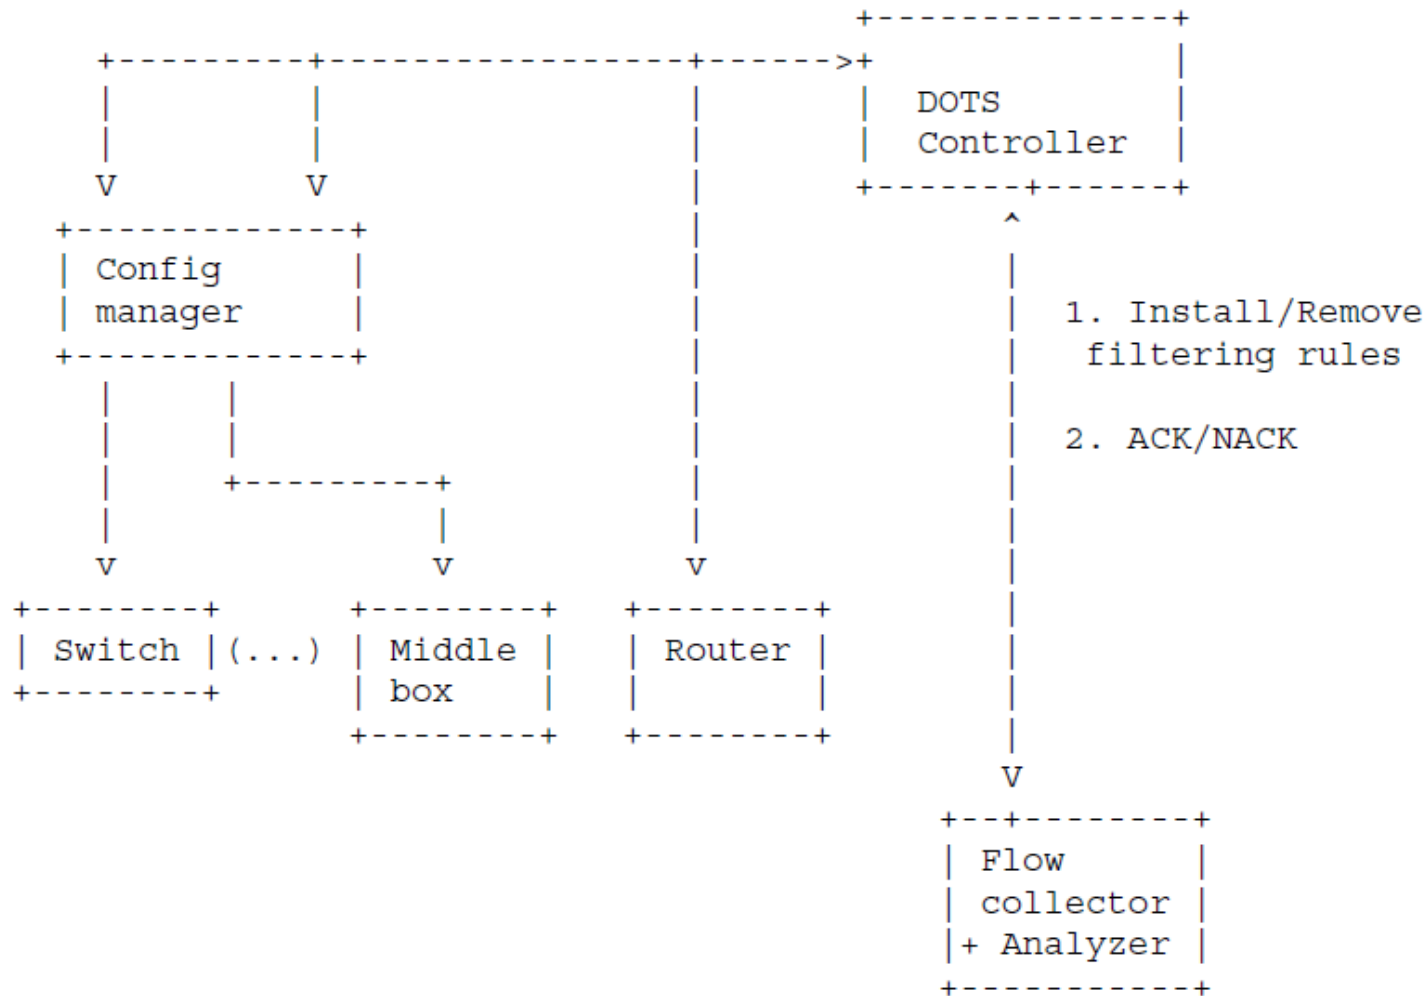 DOTS
Controller
Config
manager
1. Install/Remove
filtering rules
2. ACK/NACK
Switch (...) Middle box Router
Flow
collector
+ Analyzer